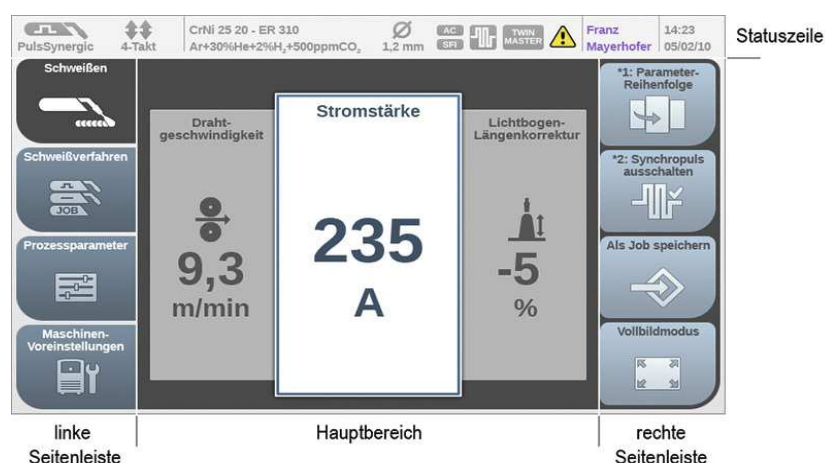 PulsSynergic
4-Takt
CrNi 25 20 - ER 310
Ar+30%He+2%H₂+500ppmCO₂
1,2 mm
AC
SFI
TWIN
MASTER
Franz
Mayerhofer
14:23
05/02/10
Statuszeile
Schweißen
Schweißverfahren
JOB
Prozessparameter
Maschinen-
Voreinstellungen
Draht-
geschwindigkeit
9,3
m/min
Stromstärke
235
A
Lichtbogen-
Längenkorrektur
-5
%
*1: Parameter-
Reihenfolge
*2: Synchropuls
ausschalten
Als Job speichern
Vollbildmodus
linke
Seitenleiste
Hauptbereich
rechte
Seitenleiste